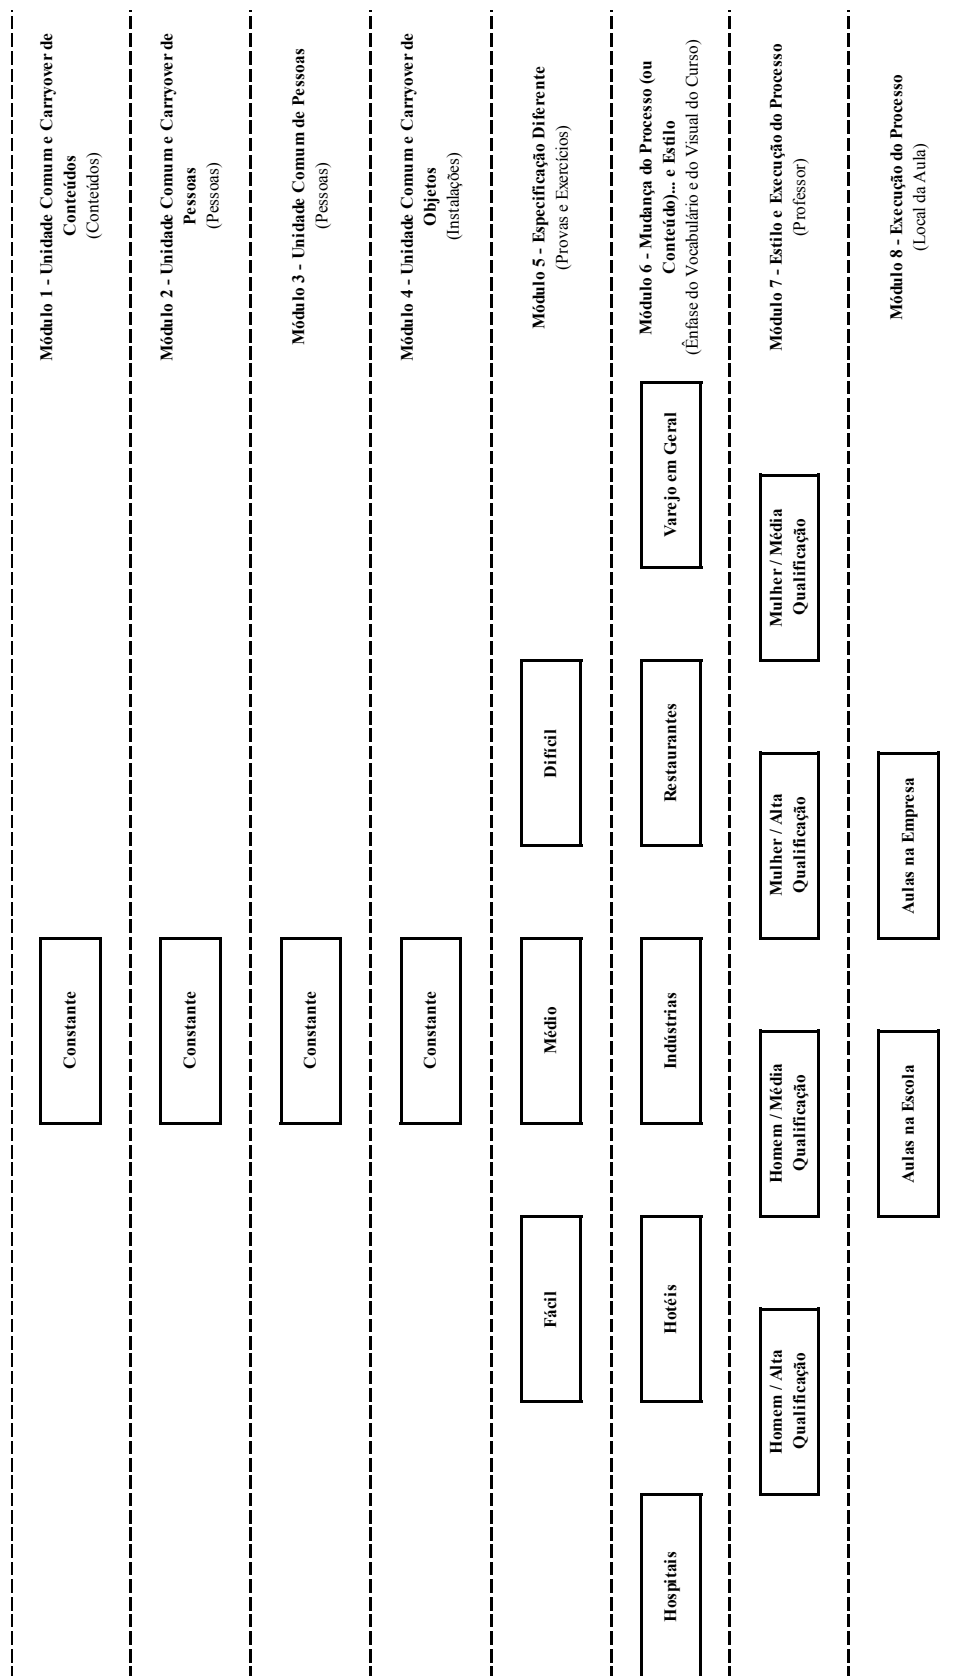 Módulo 1 - Unidade Comum e Carryover de
Conteúdos
(Conteúdos)
Constante
Módulo 2 - Unidade Comum e Carryover de
Pessoas
(Pessoas)
Constante
Módulo 3 - Unidade Comum de Pessoas
(Pessoas)
Constante
Módulo 4 - Unidade Comum e Carryover de
Objetos
(Instalações)
Constante
Módulo 5 - Especificação Diferente
(Provas e Exercícios)
Fácil
Médio
Difícil
Módulo 6 - Mudança do Processo (ou
Conteúdo)... e Estilo
(Ênfase do Vocabulário e do Visual do Curso)
Hospitais
Hotéis
Indústrias
Restaurantes
Varejo em Geral
Módulo 7 - Estilo e Execução do Processo
(Professor)
Homem / Alta
Qualificação
Homem / Média
Qualificação
Mulher / Alta
Qualificação
Mulher / Média
Qualificação
Módulo 8 - Execução do Processo
(Local da Aula)
Aulas na Escola
Aulas na Empresa